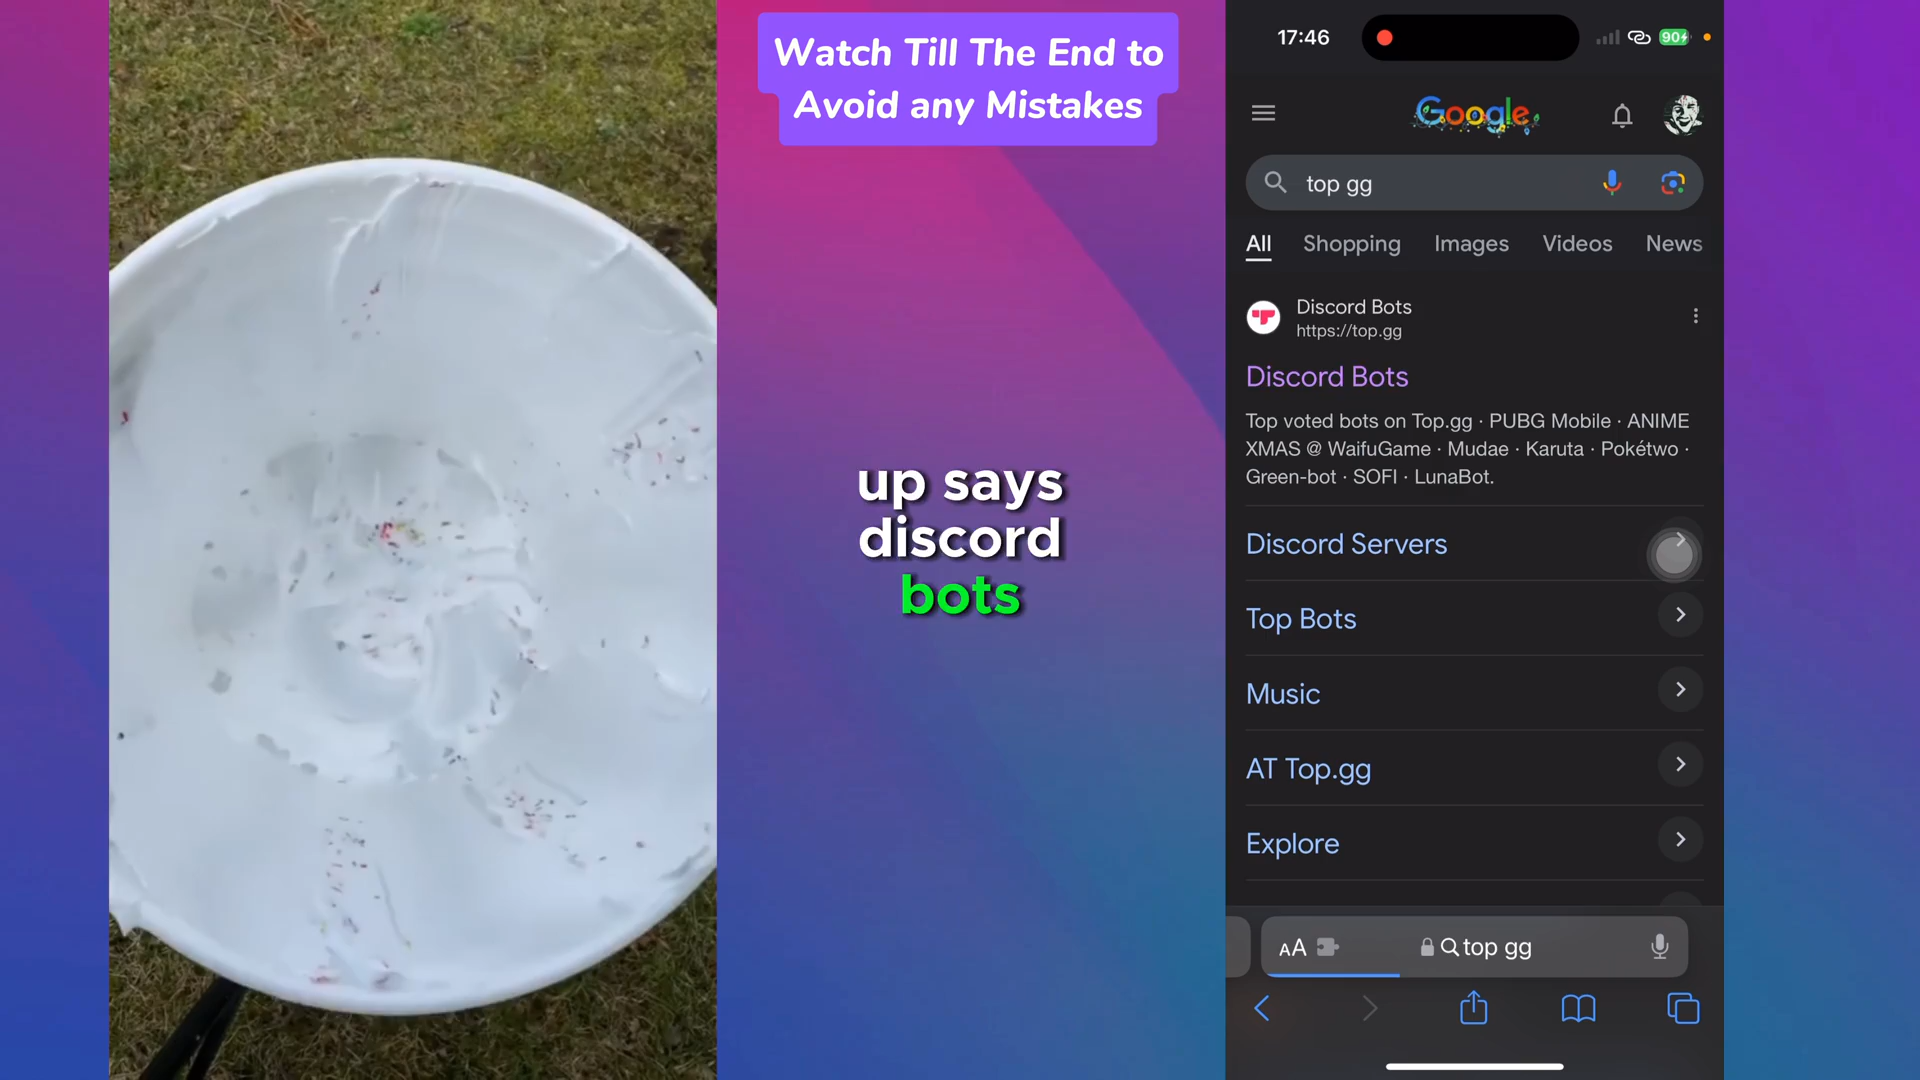 Watch Till The End to
Avoid any Mistakes
up says
discord
bots
17:46
90
Google
top gg
All
Shopping
Images
Videos
News
Discord Bots
https://top.gg
Discord Bots
Top voted bots on Top.gg · PUBG Mobile · ANIME
XMAS @ WaifuGame · Mudae · Karuta · Pokétwo ·
Green-bot · SOFI · LunaBot.
Discord Servers
Top Bots
Music
AT Top.gg
Explore
AA
top gg